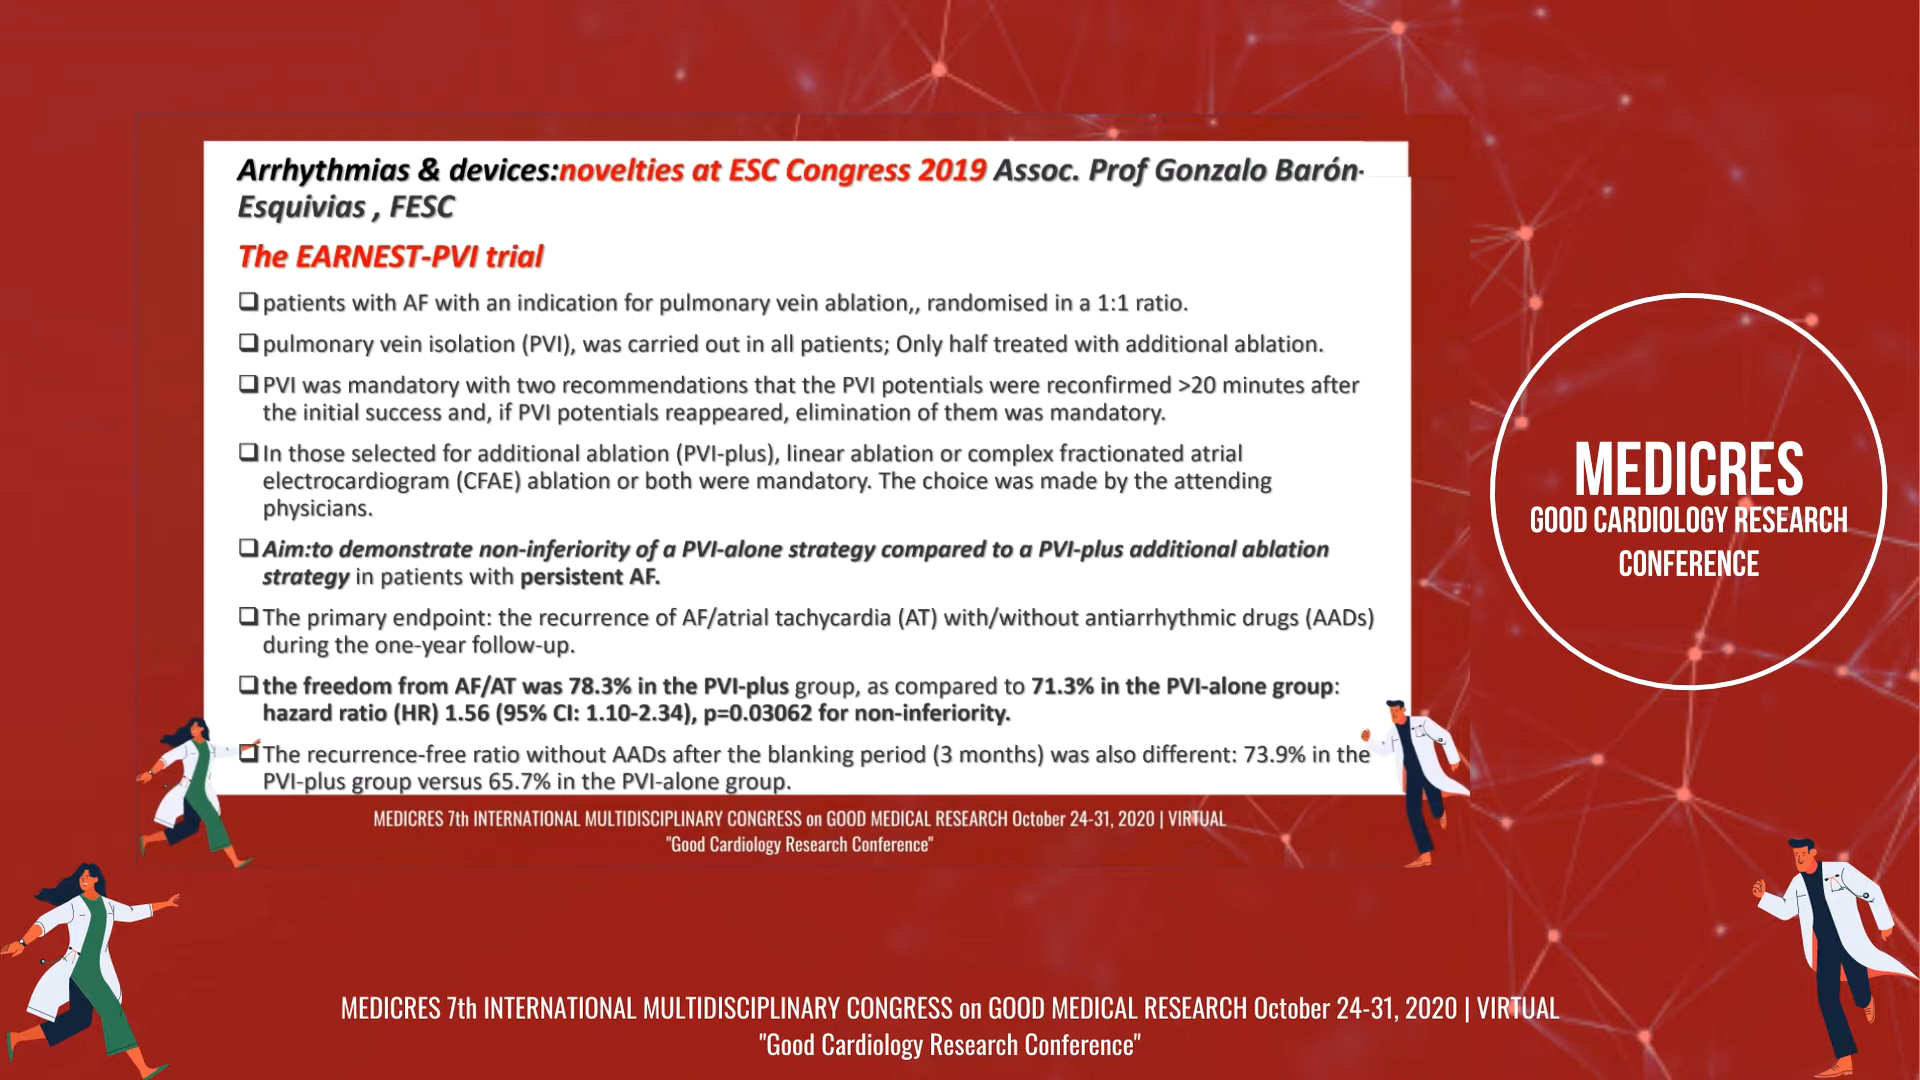 Arrhythmias & devices:novelties at ESC Congress 2019 Assoc. Prof Gonzalo Barón-
Esquivias , FESC
The EARNEST-PVI trial
❑patients with AF with an indication for pulmonary vein ablation,, randomised in a 1:1 ratio.
❑pulmonary vein isolation (PVI), was carried out in all patients; Only half treated with additional ablation.
❑PVI was mandatory with two recommendations that the PVI potentials were reconfirmed >20 minutes after
the initial success and, if PVI potentials reappeared, elimination of them was mandatory.
❑In those selected for additional ablation (PVI-plus), linear ablation or complex fractionated atrial
electrocardiogram (CFAE) ablation or both were mandatory. The choice was made by the attending
physicians.
❑Aim:to demonstrate non-inferiority of a PVI-alone strategy compared to a PVI-plus additional ablation
strategy in patients with persistent AF.
❑The primary endpoint: the recurrence of AF/atrial tachycardia (AT) with/without antiarrhythmic drugs (AADs)
during the one-year follow-up.
❑the freedom from AF/AT was 78.3% in the PVI-plus group, as compared to 71.3% in the PVI-alone group:
hazard ratio (HR) 1.56 (95% CI: 1.10-2.34), p=0.03062 for non-inferiority.
❑The recurrence-free ratio without AADs after the blanking period (3 months) was also different: 73.9% in the
PVI-plus group versus 65.7% in the PVI-alone group.
MEDICRES 7th INTERNATIONAL MULTIDISCIPLINARY CONGRESS on GOOD MEDICAL RESEARCH October 24-31, 2020 | VIRTUAL
"Good Cardiology Research Conference"
MEDICRES
GOOD CARDIOLOGY RESEARCH
CONFERENCE
MEDICRES 7th INTERNATIONAL MULTIDISCIPLINARY CONGRESS on GOOD MEDICAL RESEARCH October 24-31, 2020 | VIRTUAL
"Good Cardiology Research Conference"